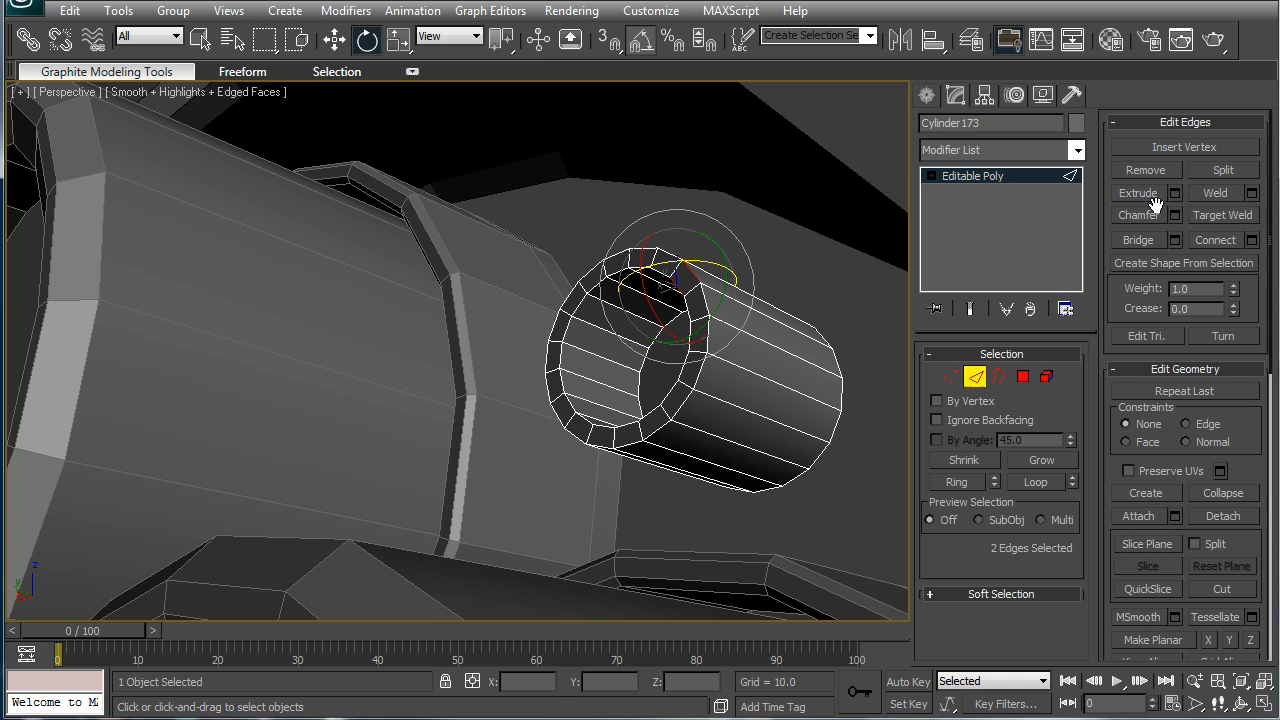 Edit Tools Group Views Create Modifiers Animation Graph Editors Rendering Customize MAXScript Help
All View 3 Create Selection Se
Graphite Modeling Tools Freeform Selection
[ + ] [ Perspective ] [ Smooth + Highlights + Edged Faces ]
Cylinder173
Modifier List
Editable Poly
Selection
By Vertex
Ignore Backfacing
By Angle: 45.0
Shrink Grow
Ring Loop
Preview Selection
Off SubObj Multi
2 Edges Selected
Soft Selection
Edit Edges
Insert Vertex
Remove Split
Extrude Weld
Chamfer Target Weld
Bridge Connect
Create Shape From Selection
Weight: 1.0
Crease: 0.0
Edit Tri. Turn
Edit Geometry
Repeat Last
Constraints
None Edge
Face Normal
Preserve UVs
Create Collapse
Attach Detach
Slice Plane Split
Slice Reset Plane
QuickSlice Cut
MSmooth Tessellate
Make Planar X Y Z
z
y
0 / 100
0 10 20 30 40 50 60 70 80 90 100
1 Object Selected X: Y: Z: Grid = 10.0 Auto Key Selected
Welcome to M Click or click-and-drag to select objects Add Time Tag Set Key Key Filters... 0